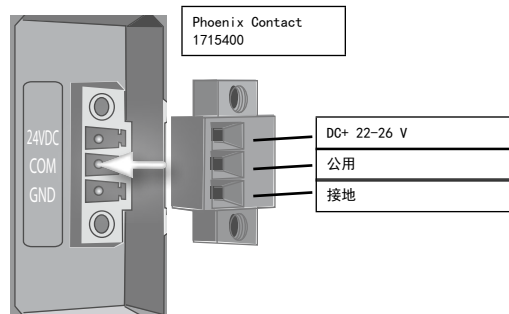 Phoenix Contact
1715400
24VDC
COM
GND
DC+ 22-26 V
公用
接地